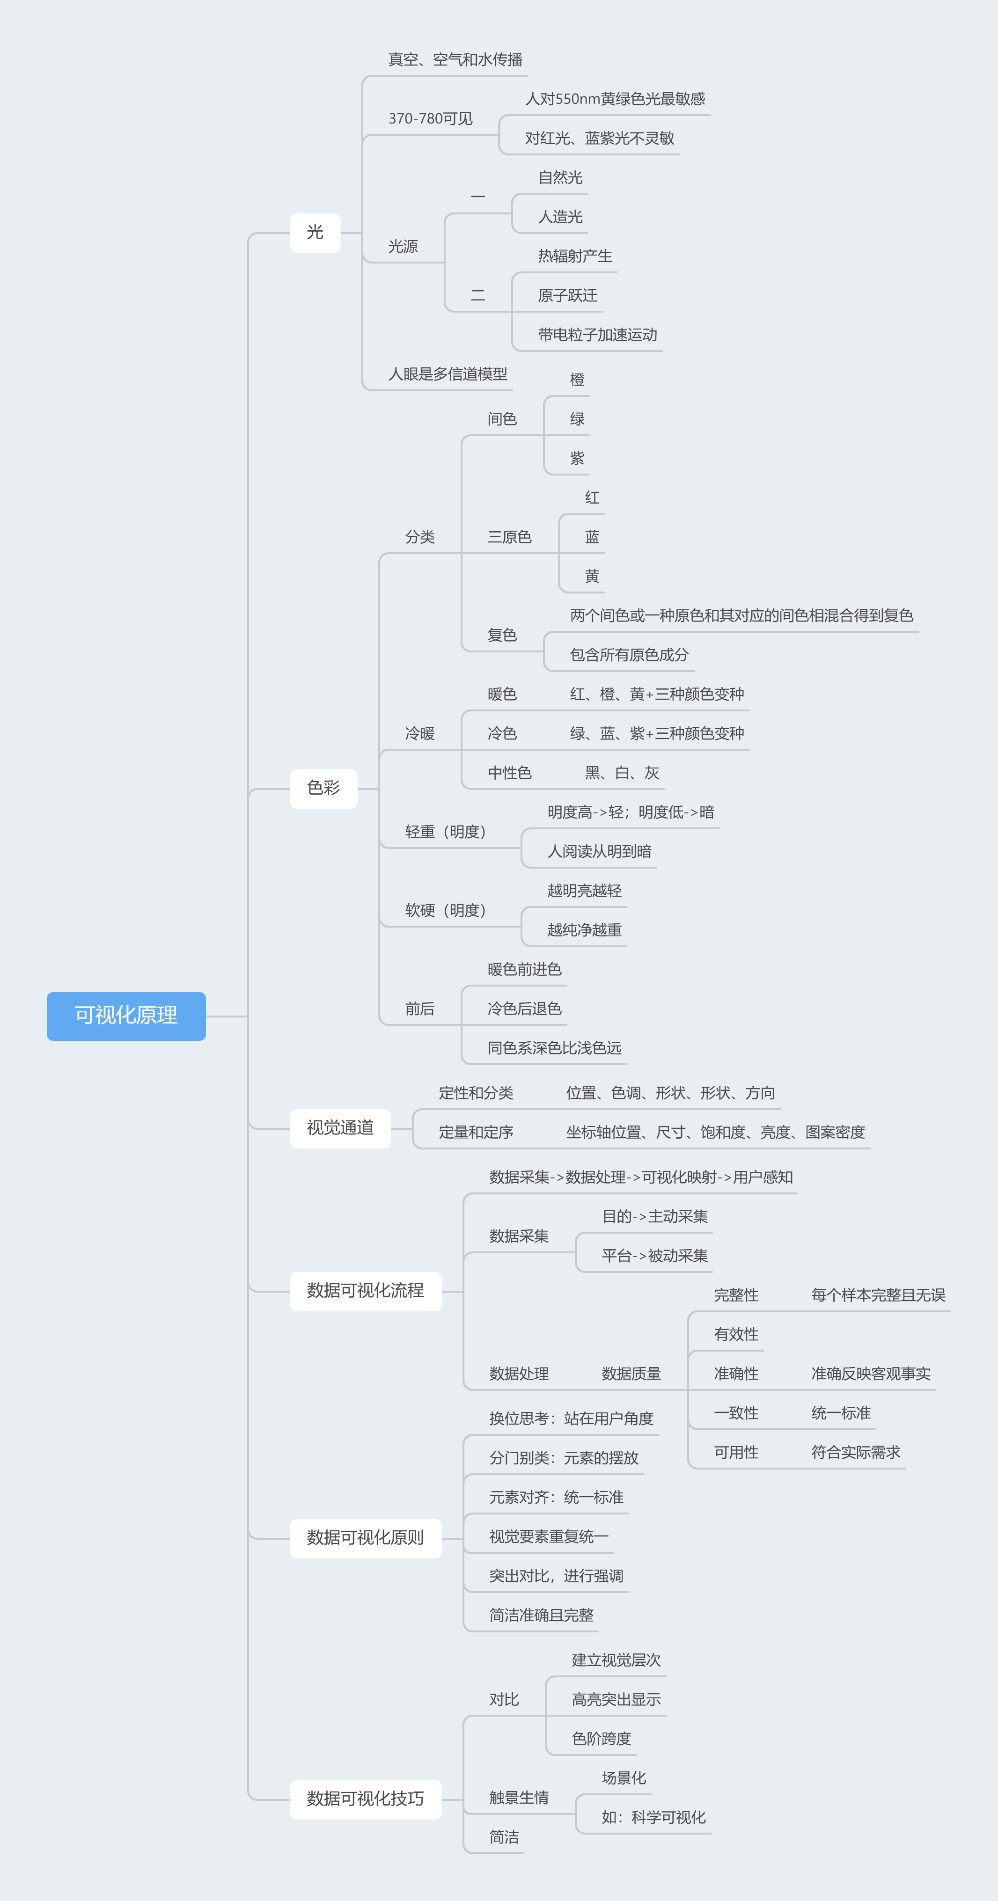 可视化原理
光
真空、空气和水传播
370-780可见
人对550nm黄绿色光最敏感
对红光、蓝紫光不灵敏
光源
一
自然光
人造光
二
热辐射产生
原子跃迁
带电粒子加速运动
人眼是多信道模型
色彩
分类
间色
橙
绿
紫
三原色
红
蓝
黄
复色
两个间色或一种原色和其对应的间色相混合得到复色
包含所有原色成分
冷暖
暖色
红、橙、黄+三种颜色变种
冷色
绿、蓝、紫+三种颜色变种
中性色
黑、白、灰
轻重（明度）
明度高->轻；明度低->暗
人阅读从明到暗
软硬（明度）
越明亮越轻
越纯净越重
前后
暖色前进色
冷色后退色
同色系深色比浅色远
视觉通道
定性和分类
位置、色调、形状、形状、方向
定量和定序
坐标轴位置、尺寸、饱和度、亮度、图案密度
数据可视化流程
数据采集->数据处理->可视化映射->用户感知
数据采集
目的->主动采集
平台->被动采集
数据处理
数据质量
完整性
每个样本完整且无误
有效性
准确性
准确反映客观事实
一致性
统一标准
可用性
符合实际需求
数据可视化原则
换位思考：站在用户角度
分门别类：元素的摆放
元素对齐：统一标准
视觉要素重复统一
突出对比，进行强调
简洁准确且完整
数据可视化技巧
对比
建立视觉层次
高亮突出显示
色阶跨度
触景生情
场景化
如：科学可视化
简洁